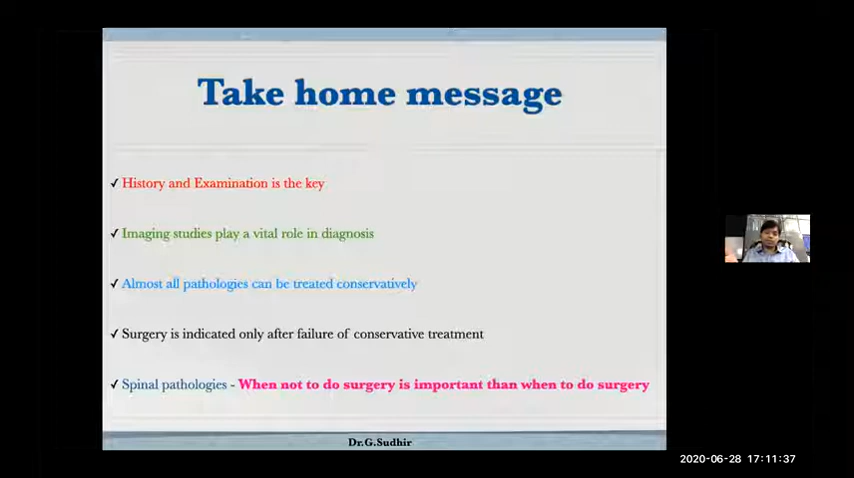 Take home message
✓ History and Examination is the key
✓ Imaging studies play a vital role in diagnosis
✓ Almost all pathologies can be treated conservatively
✓ Surgery is indicated only after failure of conservative treatment
✓ Spinal pathologies - When not to do surgery is important than when to do surgery
Dr.G.Sudhir
2020-06-28 17:11:37